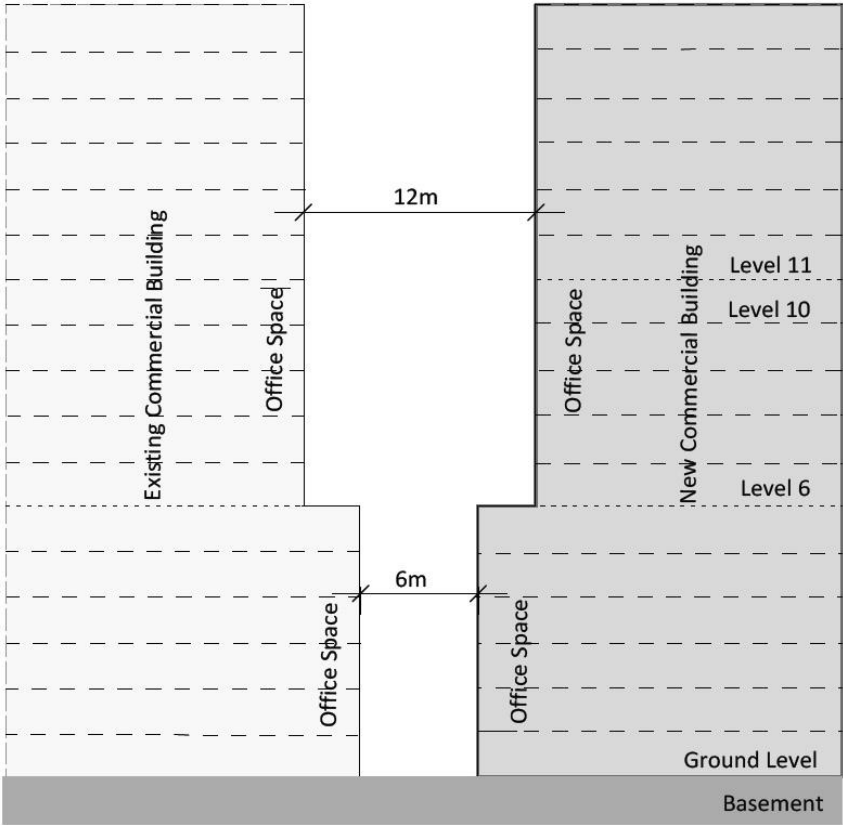 12m
Existing Commercial Building
Office Space
Office Space
New Commercial Building
Level 11
Level 10
Level 6
6m
Office Space
Office Space
Ground Level
Basement